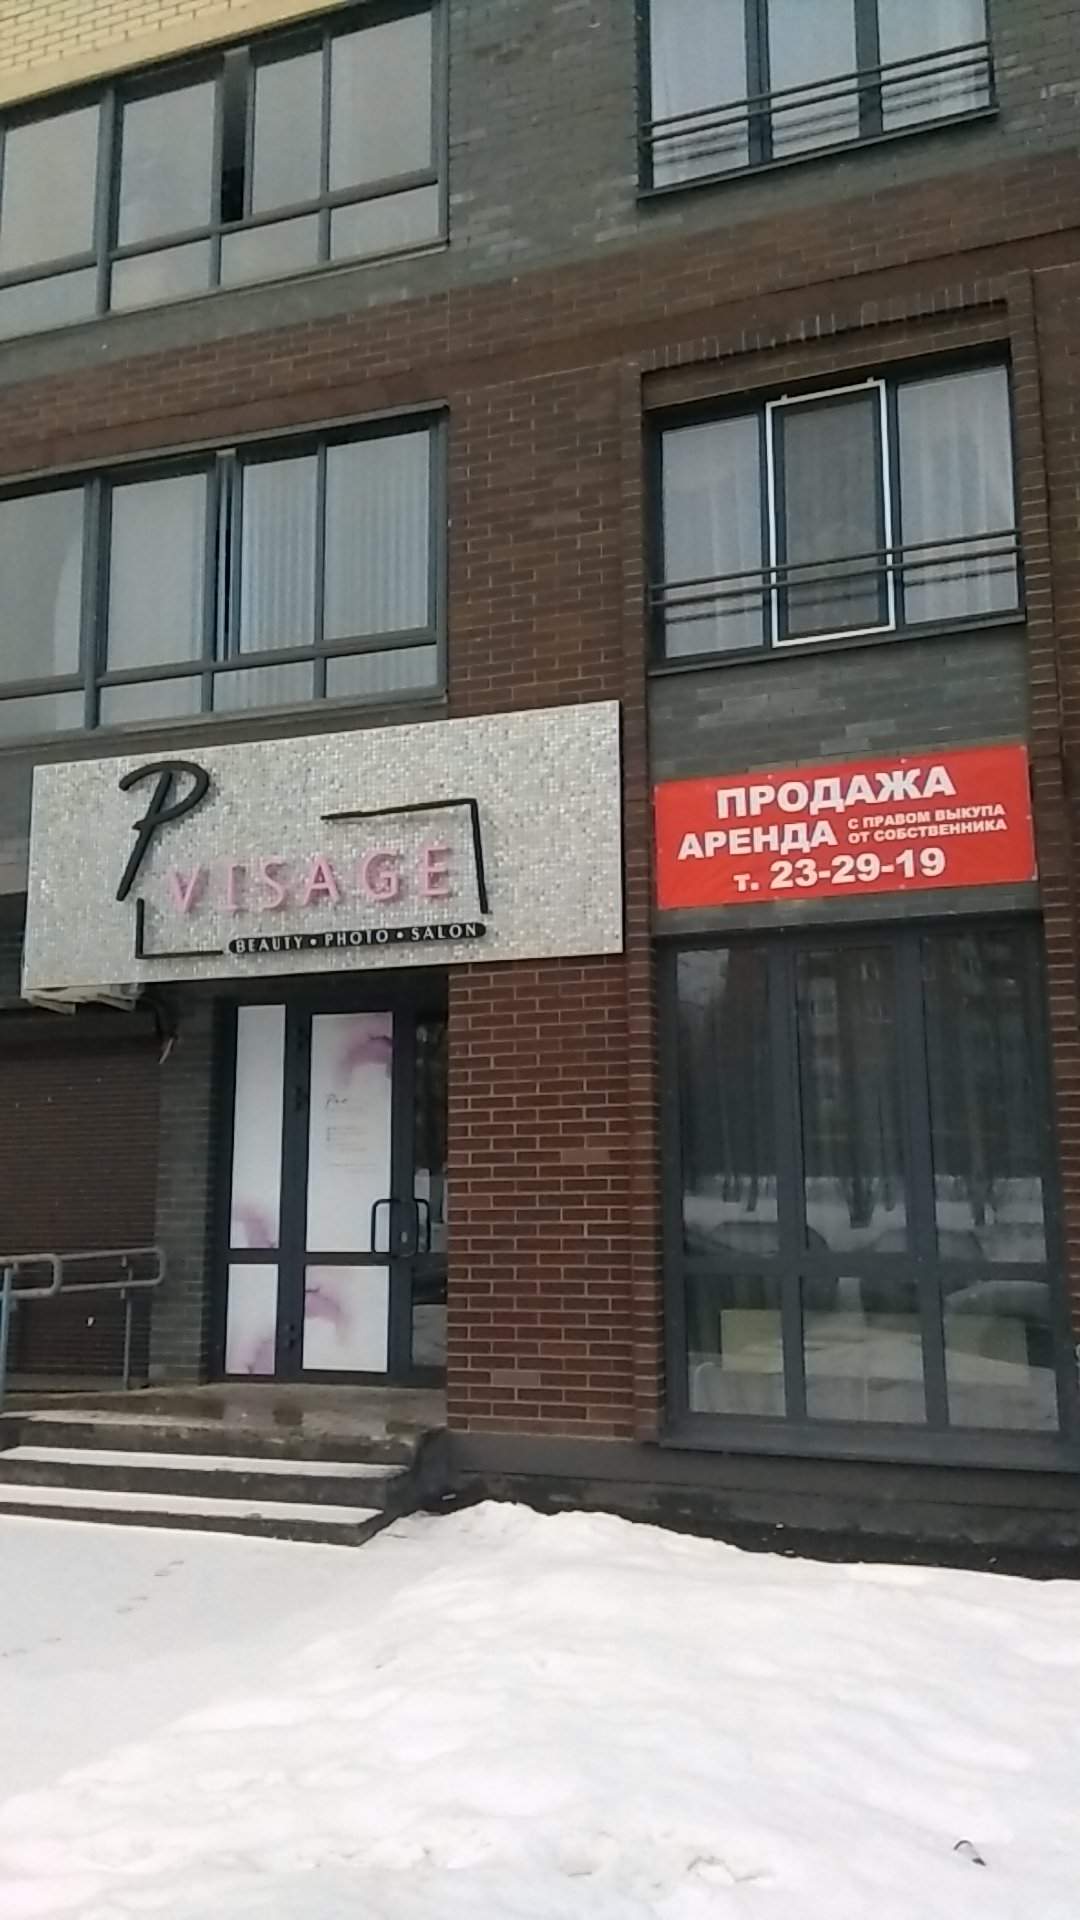 P
VISAGE
BEAUTY • PHOTO • SALON
ПРОДАЖА
АРЕНДА С ПРАВОМ ВЫКУПА
ОТ СОБСТВЕННИКА
т. 23-29-19